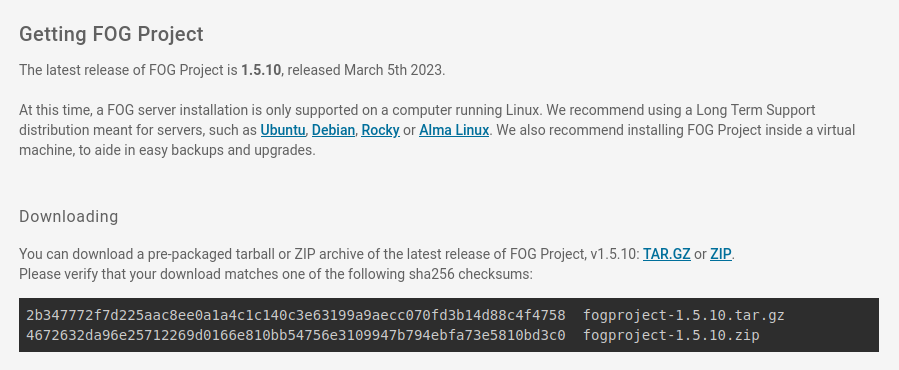 Getting FOG Project
The latest release of FOG Project is 1.5.10, released March 5th 2023.
At this time, a FOG server installation is only supported on a computer running Linux. We recommend using a Long Term Support
distribution meant for servers, such as Ubuntu, Debian, Rocky or Alma Linux. We also recommend installing FOG Project inside a virtual
machine, to aide in easy backups and upgrades.
Downloading
You can download a pre-packaged tarball or ZIP archive of the latest release of FOG Project, v1.5.10: TAR.GZ or ZIP.
Please verify that your download matches one of the following sha256 checksums:
2b347772f7d225aac8ee0a1a4c1c140c3e63199a9aecc070fd3b14d88c4f4758  fogproject-1.5.10.tar.gz
4672632da96e25712269d0166e810bb54756e3109947b794ebfa73e5810bd3c0  fogproject-1.5.10.zip